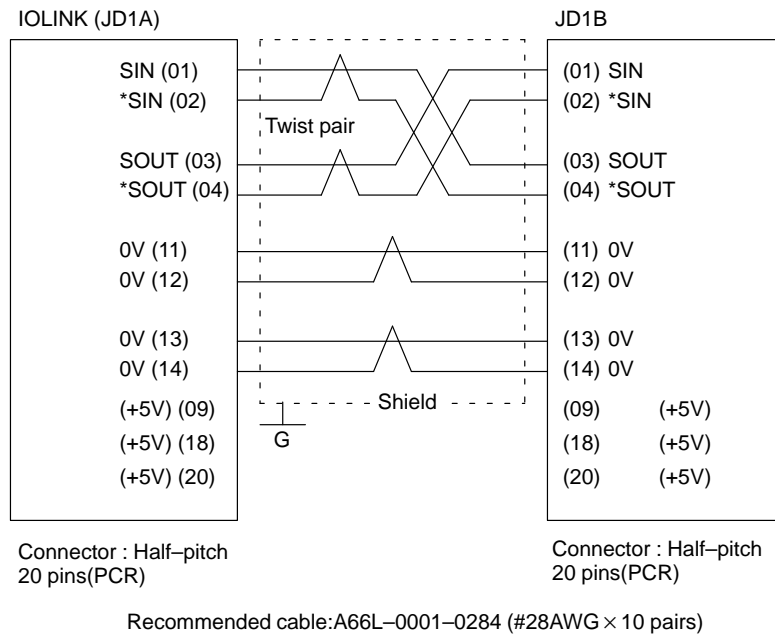 IOLINK (JD1A)
JD1B
SIN (01)
(01) SIN
*SIN (02)
(02) *SIN
Twist pair
SOUT (03)
(03) SOUT
*SOUT (04)
(04) *SOUT
0V (11)
(11) 0V
0V (12)
(12) 0V
0V (13)
(13) 0V
0V (14)
(14) 0V
Shield
G
(+5V) (09)
(09) (+5V)
(+5V) (18)
(18) (+5V)
(+5V) (20)
(20) (+5V)
Connector : Half–pitch
20 pins(PCR)
Connector : Half–pitch
20 pins(PCR)
Recommended cable:A66L–0001–0284 (#28AWG × 10 pairs)